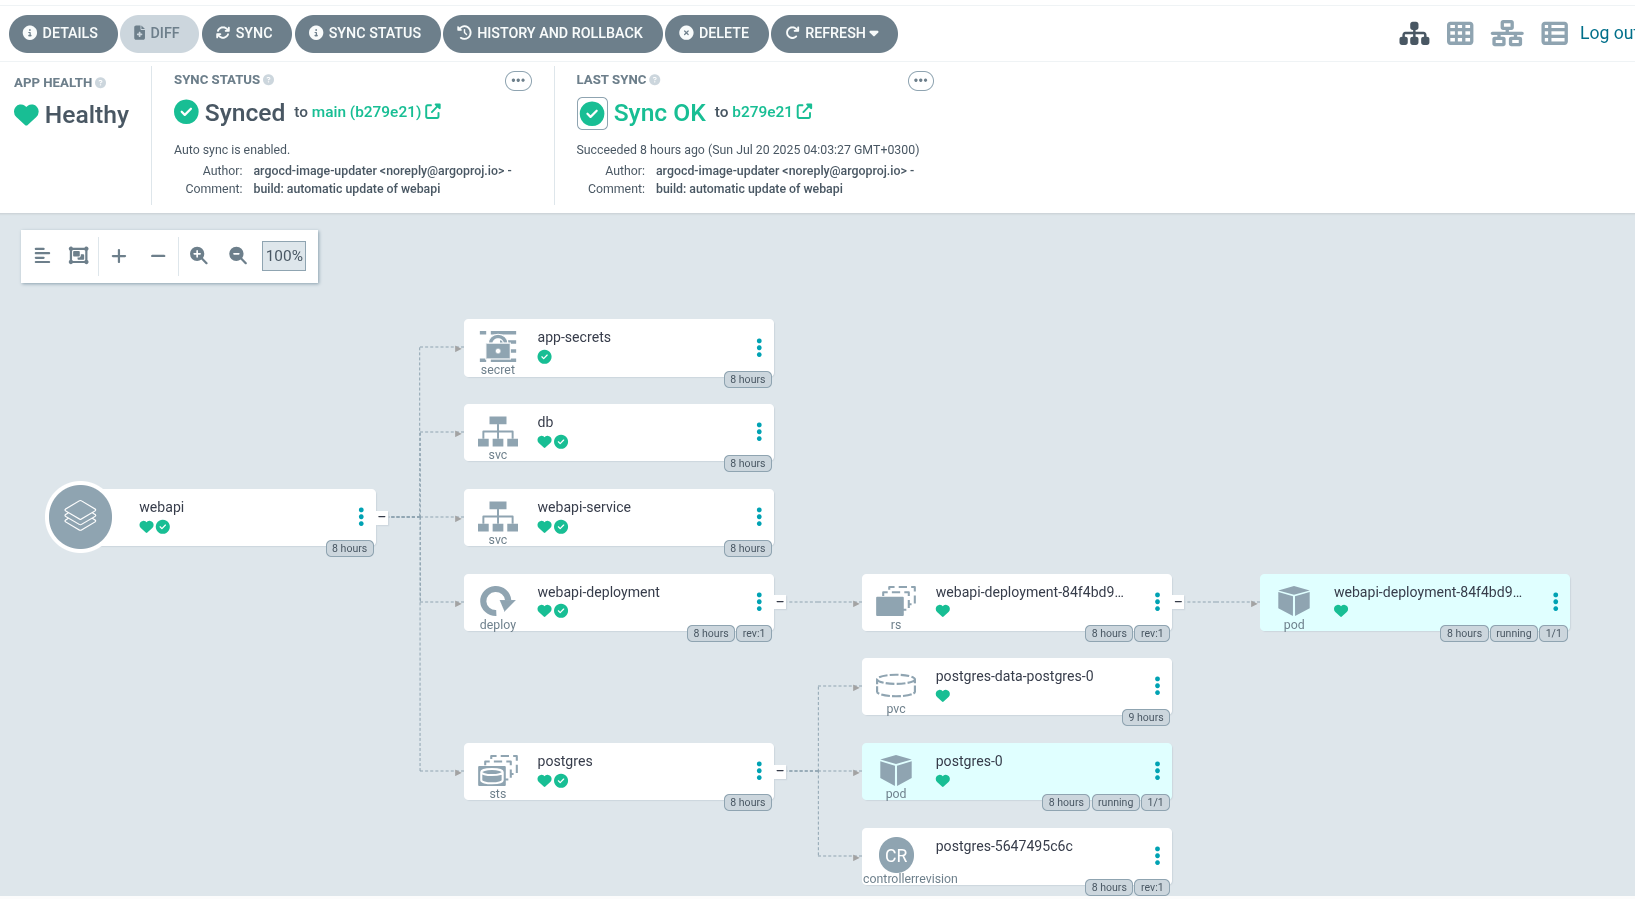 DETAILS DIFF SYNC SYNC STATUS HISTORY AND ROLLBACK DELETE REFRESH
APP HEALTH
Healthy
SYNC STATUS
Synced to main (b279e21)
Auto sync is enabled.
Author: argocd-image-updater <noreply@argoproj.io> -
Comment: build: automatic update of webapi
LAST SYNC
Sync OK to b279e21
Succeeded 8 hours ago (Sun Jul 20 2025 04:03:27 GMT+0300)
Author: argocd-image-updater <noreply@argoproj.io> -
Comment: build: automatic update of webapi
100%
webapi
8 hours
app-secrets
secret
8 hours
db
svc
8 hours
webapi-service
svc
8 hours
webapi-deployment
deploy
8 hours rev:1
webapi-deployment-84f4bd9...
rs
8 hours rev:1
webapi-deployment-84f4bd9...
pod
8 hours running 1/1
postgres
sts
8 hours
postgres-data-postgres-0
pvc
9 hours
postgres-0
pod
8 hours running 1/1
CR
postgres-5647495c6c
controllerrevision
8 hours rev:1